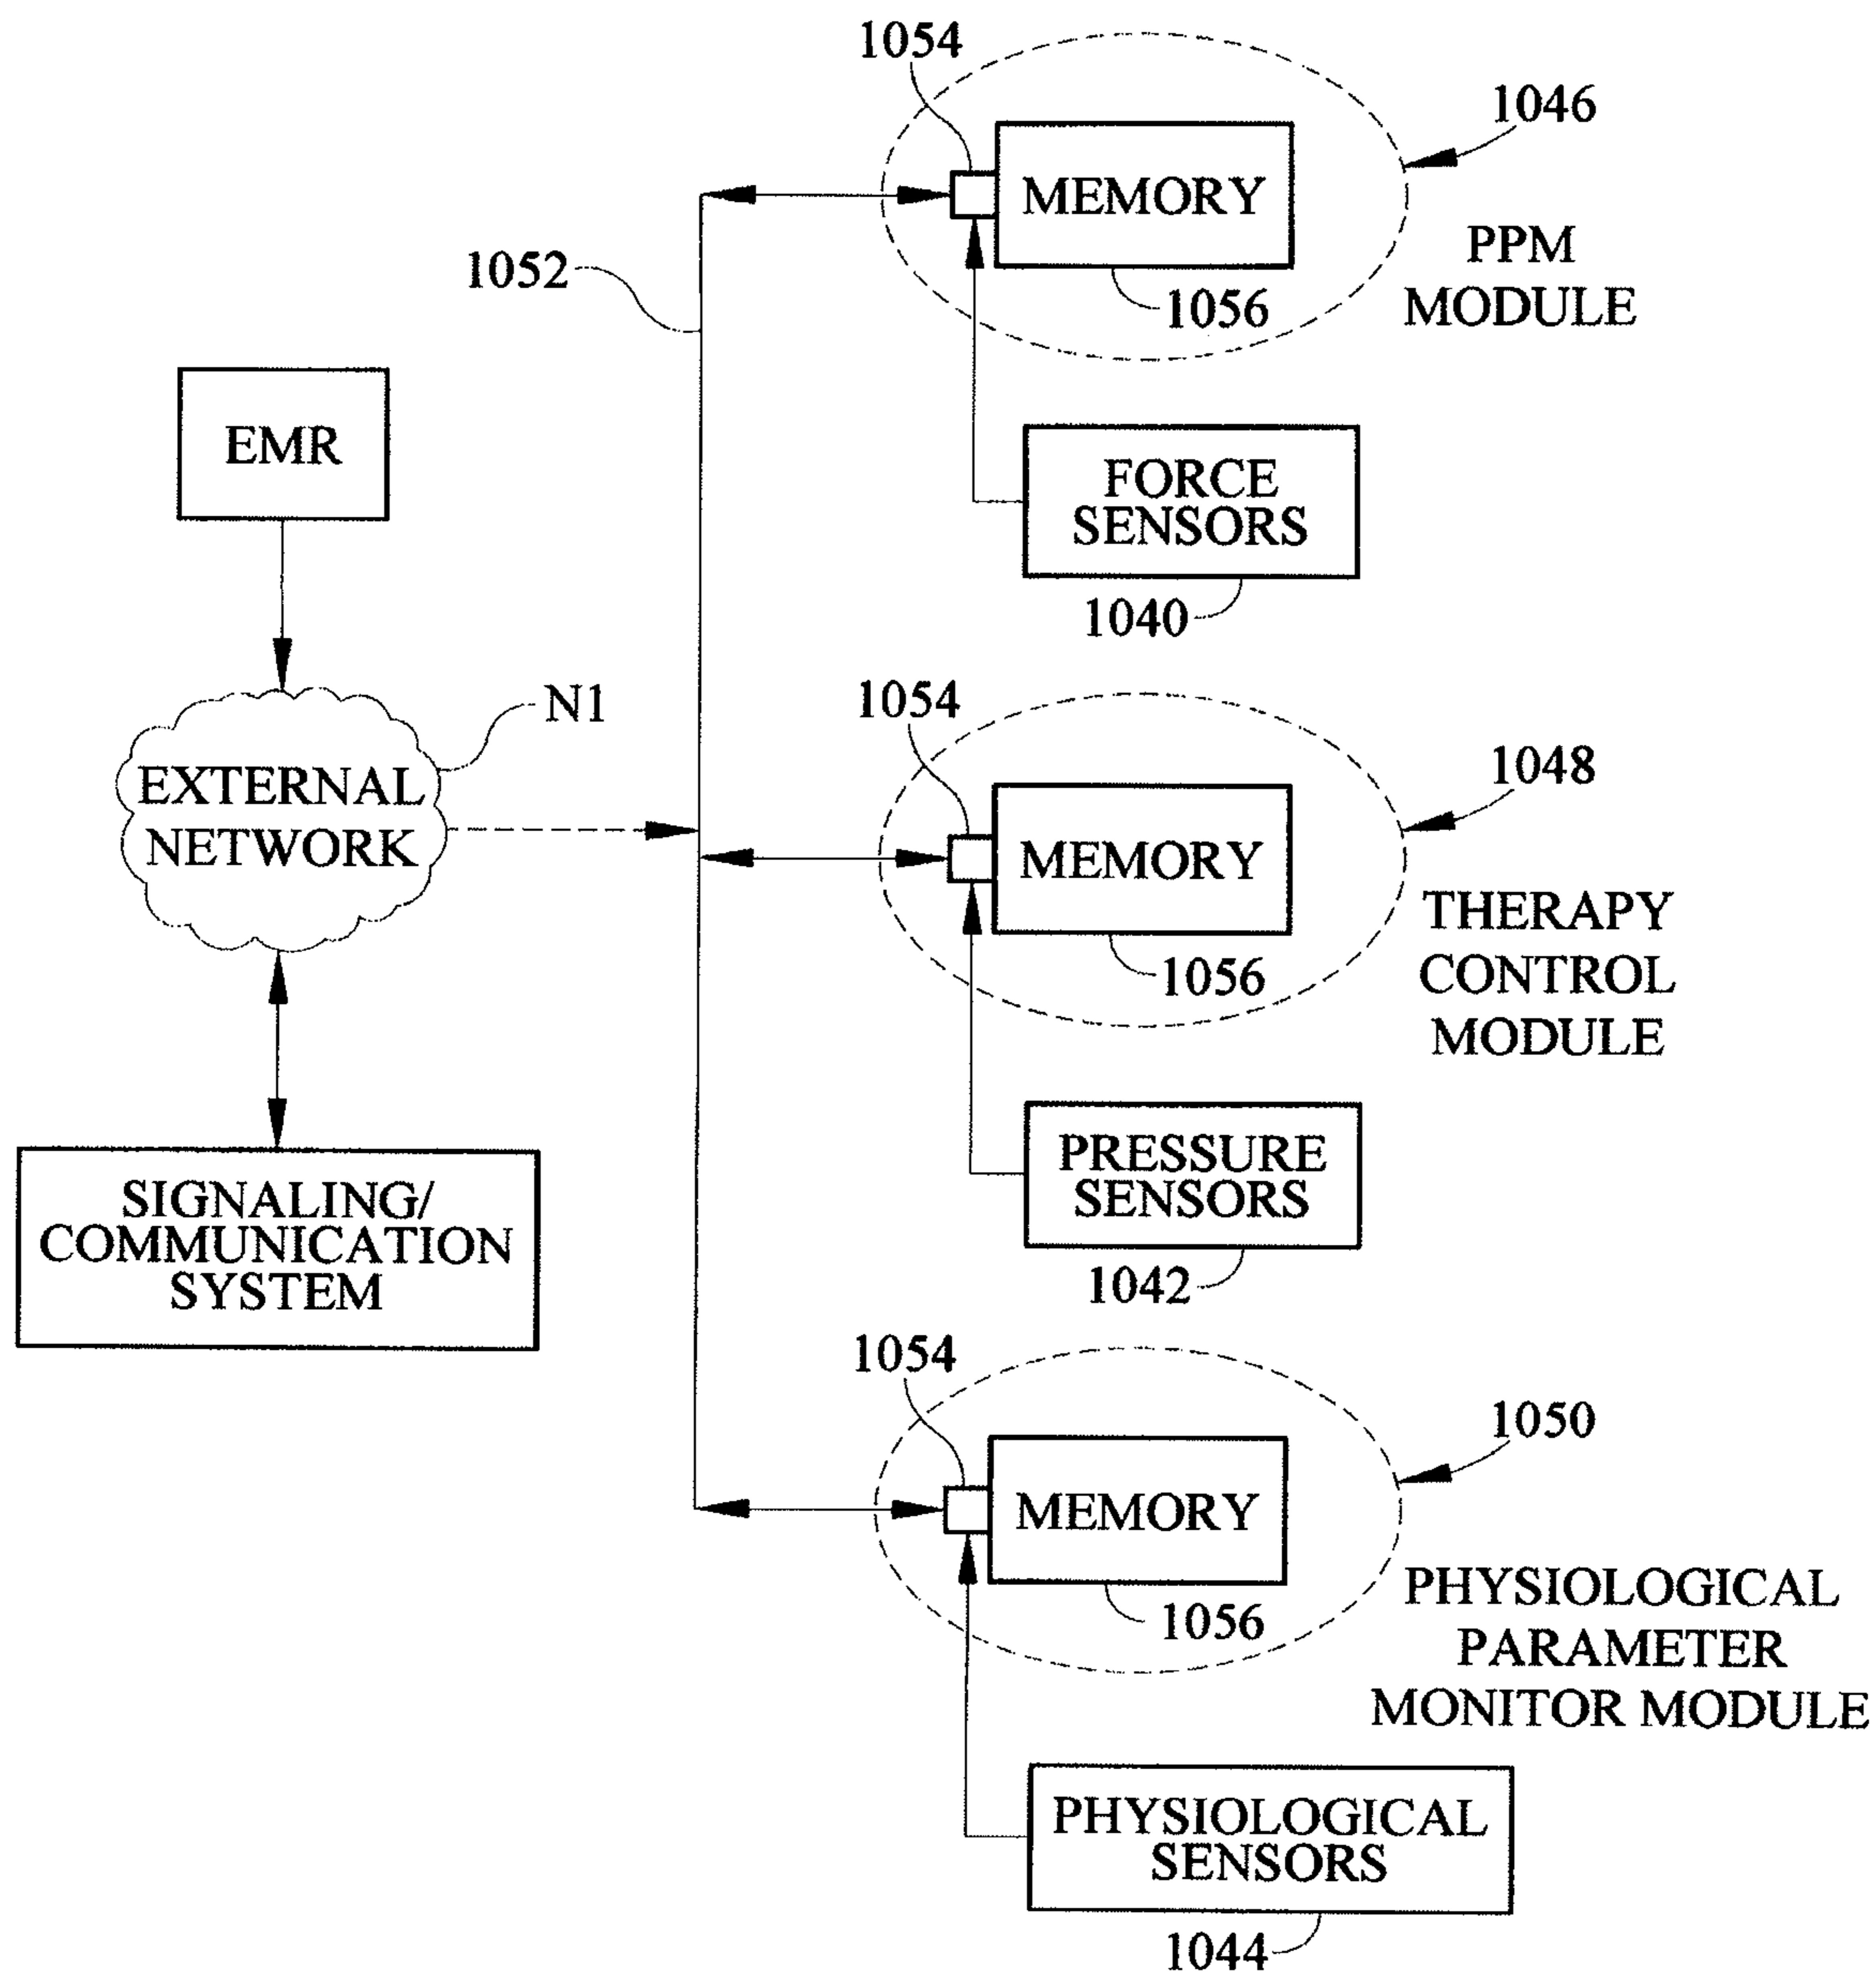 1054
1046
MEMORY
PPM
MODULE
1052
1056
EMR
FORCE
SENSORS
1040
N1
1054
1048
EXTERNAL
NETWORK
MEMORY
THERAPY
CONTROL
MODULE
1056
PRESSURE
SENSORS
SIGNALING/
COMMUNICATION
SYSTEM
1042
1054
1050
MEMORY
PHYSIOLOGICAL
PARAMETER
MONITOR MODULE
1056
PHYSIOLOGICAL
SENSORS
1044